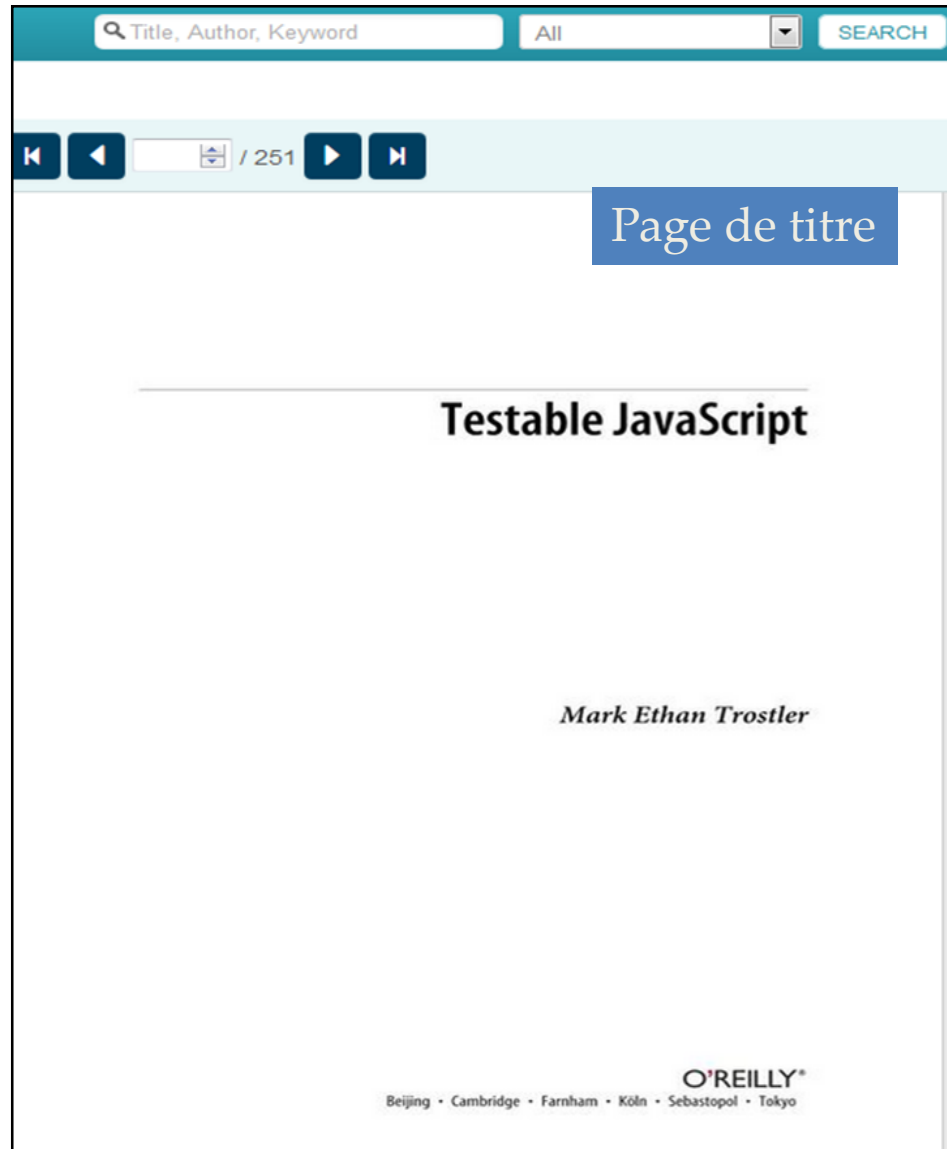 Title, Author, Keyword All SEARCH
/ 251
Page de titre
Testable JavaScript
Mark Ethan Trostler
O'REILLY®
Beijing • Cambridge • Farnham • Köln • Sebastopol • Tokyo